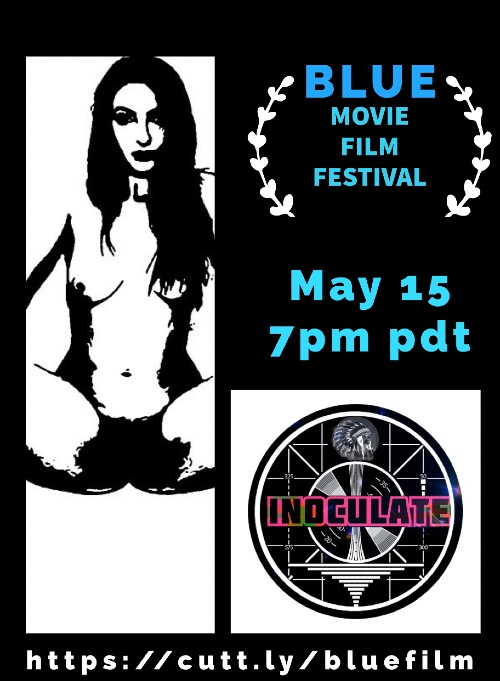 BLUE
MOVIE
FILM
FESTIVAL
May 15
7pm pdt
INOCULATE
https://cutt.ly/bluefilm